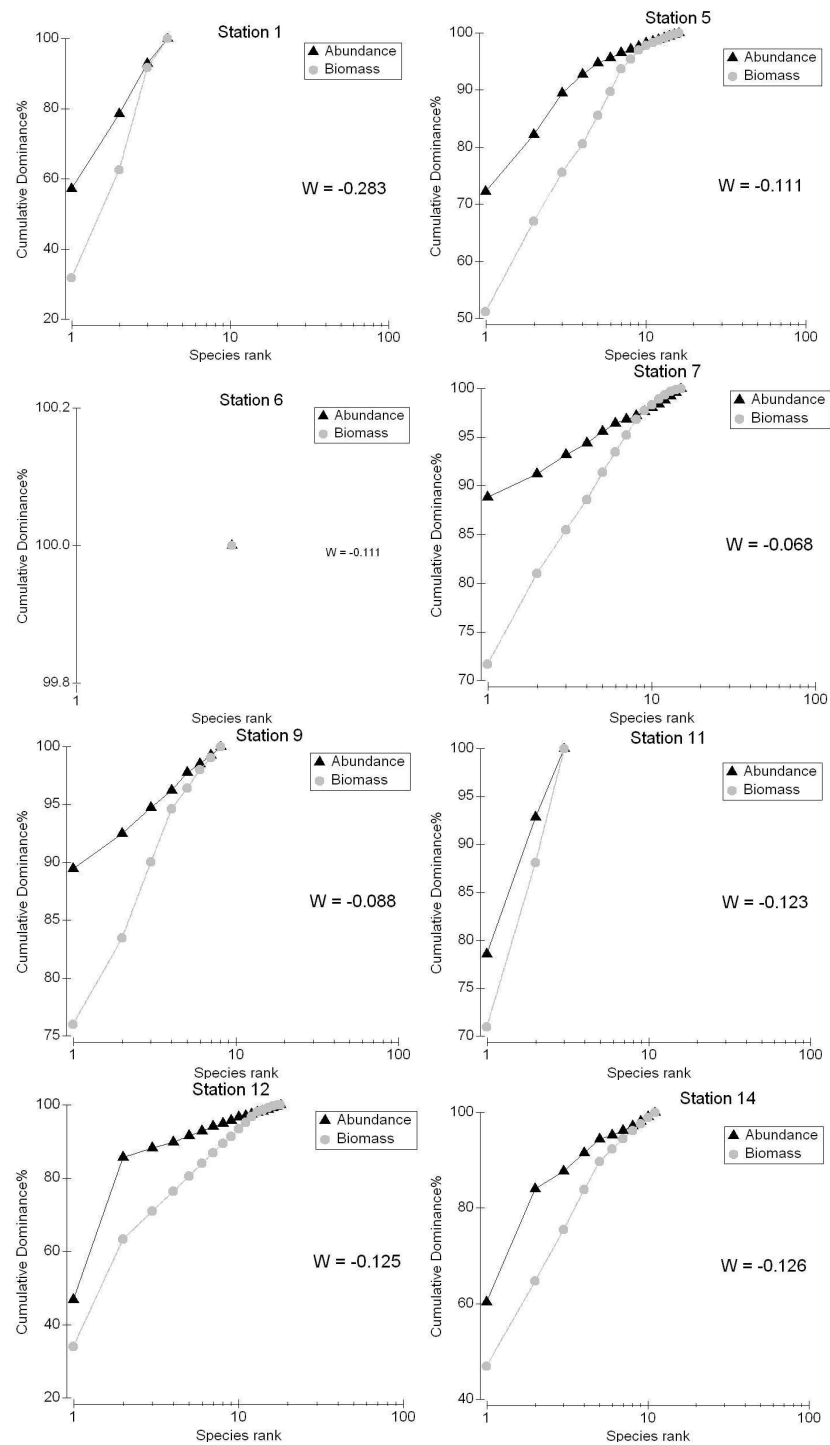 Station 1
Cumulative Dominance%
100
80
60
40
20
1
10
100
Species rank
Abundance
Biomass
W = -0.283
Station 5
Cumulative Dominance%
100
90
80
70
60
50
1
10
100
Species rank
Abundance
Biomass
W = -0.111
Station 6
Cumulative Dominance%
100.2
100.0
99.8
1
Species rank
Abundance
Biomass
W = -0.111
Station 7
Cumulative Dominance%
100
95
90
85
80
75
70
1
10
100
Species rank
Abundance
Biomass
W = -0.068
Station 9
Cumulative Dominance%
100
95
90
85
80
75
1
10
100
Species rank
Abundance
Biomass
W = -0.088
Station 11
Cumulative Dominance%
100
95
90
85
80
75
70
1
10
100
Species rank
Abundance
Biomass
W = -0.123
Station 12
Cumulative Dominance%
100
80
60
40
20
1
10
100
Species rank
Abundance
Biomass
W = -0.125
Station 14
Cumulative Dominance%
100
80
60
40
1
10
100
Species rank
Abundance
Biomass
W = -0.126